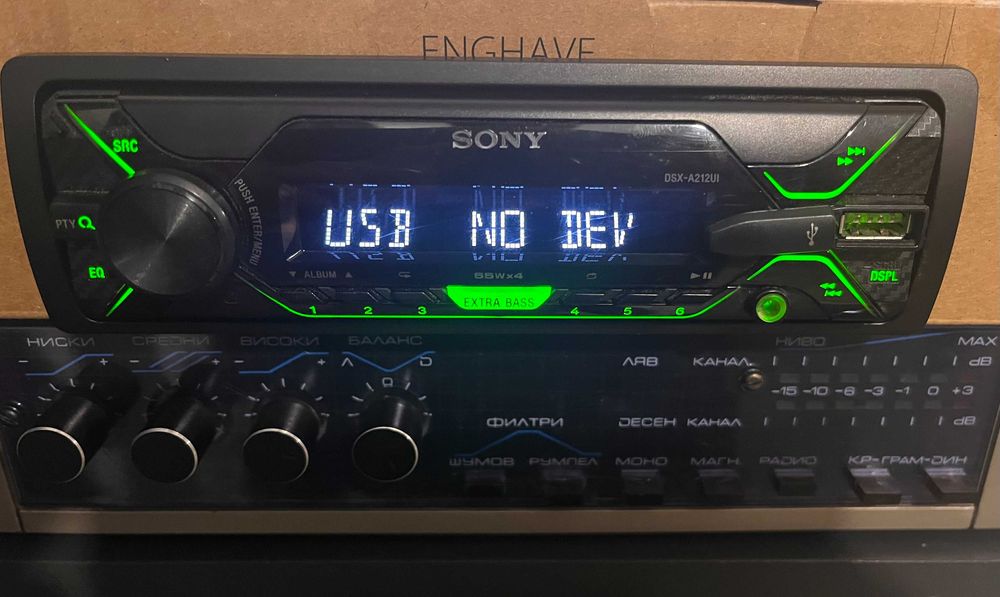 ENGHAVE
SONY
DSX-A212UI
SRC
PUSH ENTER/MENU
PTY
EQ
USB NO DEV
DSPL
▼ ALBUM ▲
55W×4
EXTRA BASS
1 2 3 4 5 6
НИСКИ СРЕДНИ ВИСОКИ БАЛАНС
- + - + - + Л D
ЛЯВ КАНАЛ
НИВО MAX
dB
-15 -10 -6 -3 -1 0 +3
ДЕСЕН КАНАЛ
dB
ФИЛТРИ
ШУМОВ РУМПЕЛ МОНО МАГН. РАДИО КР-ГРАМ-ДИН